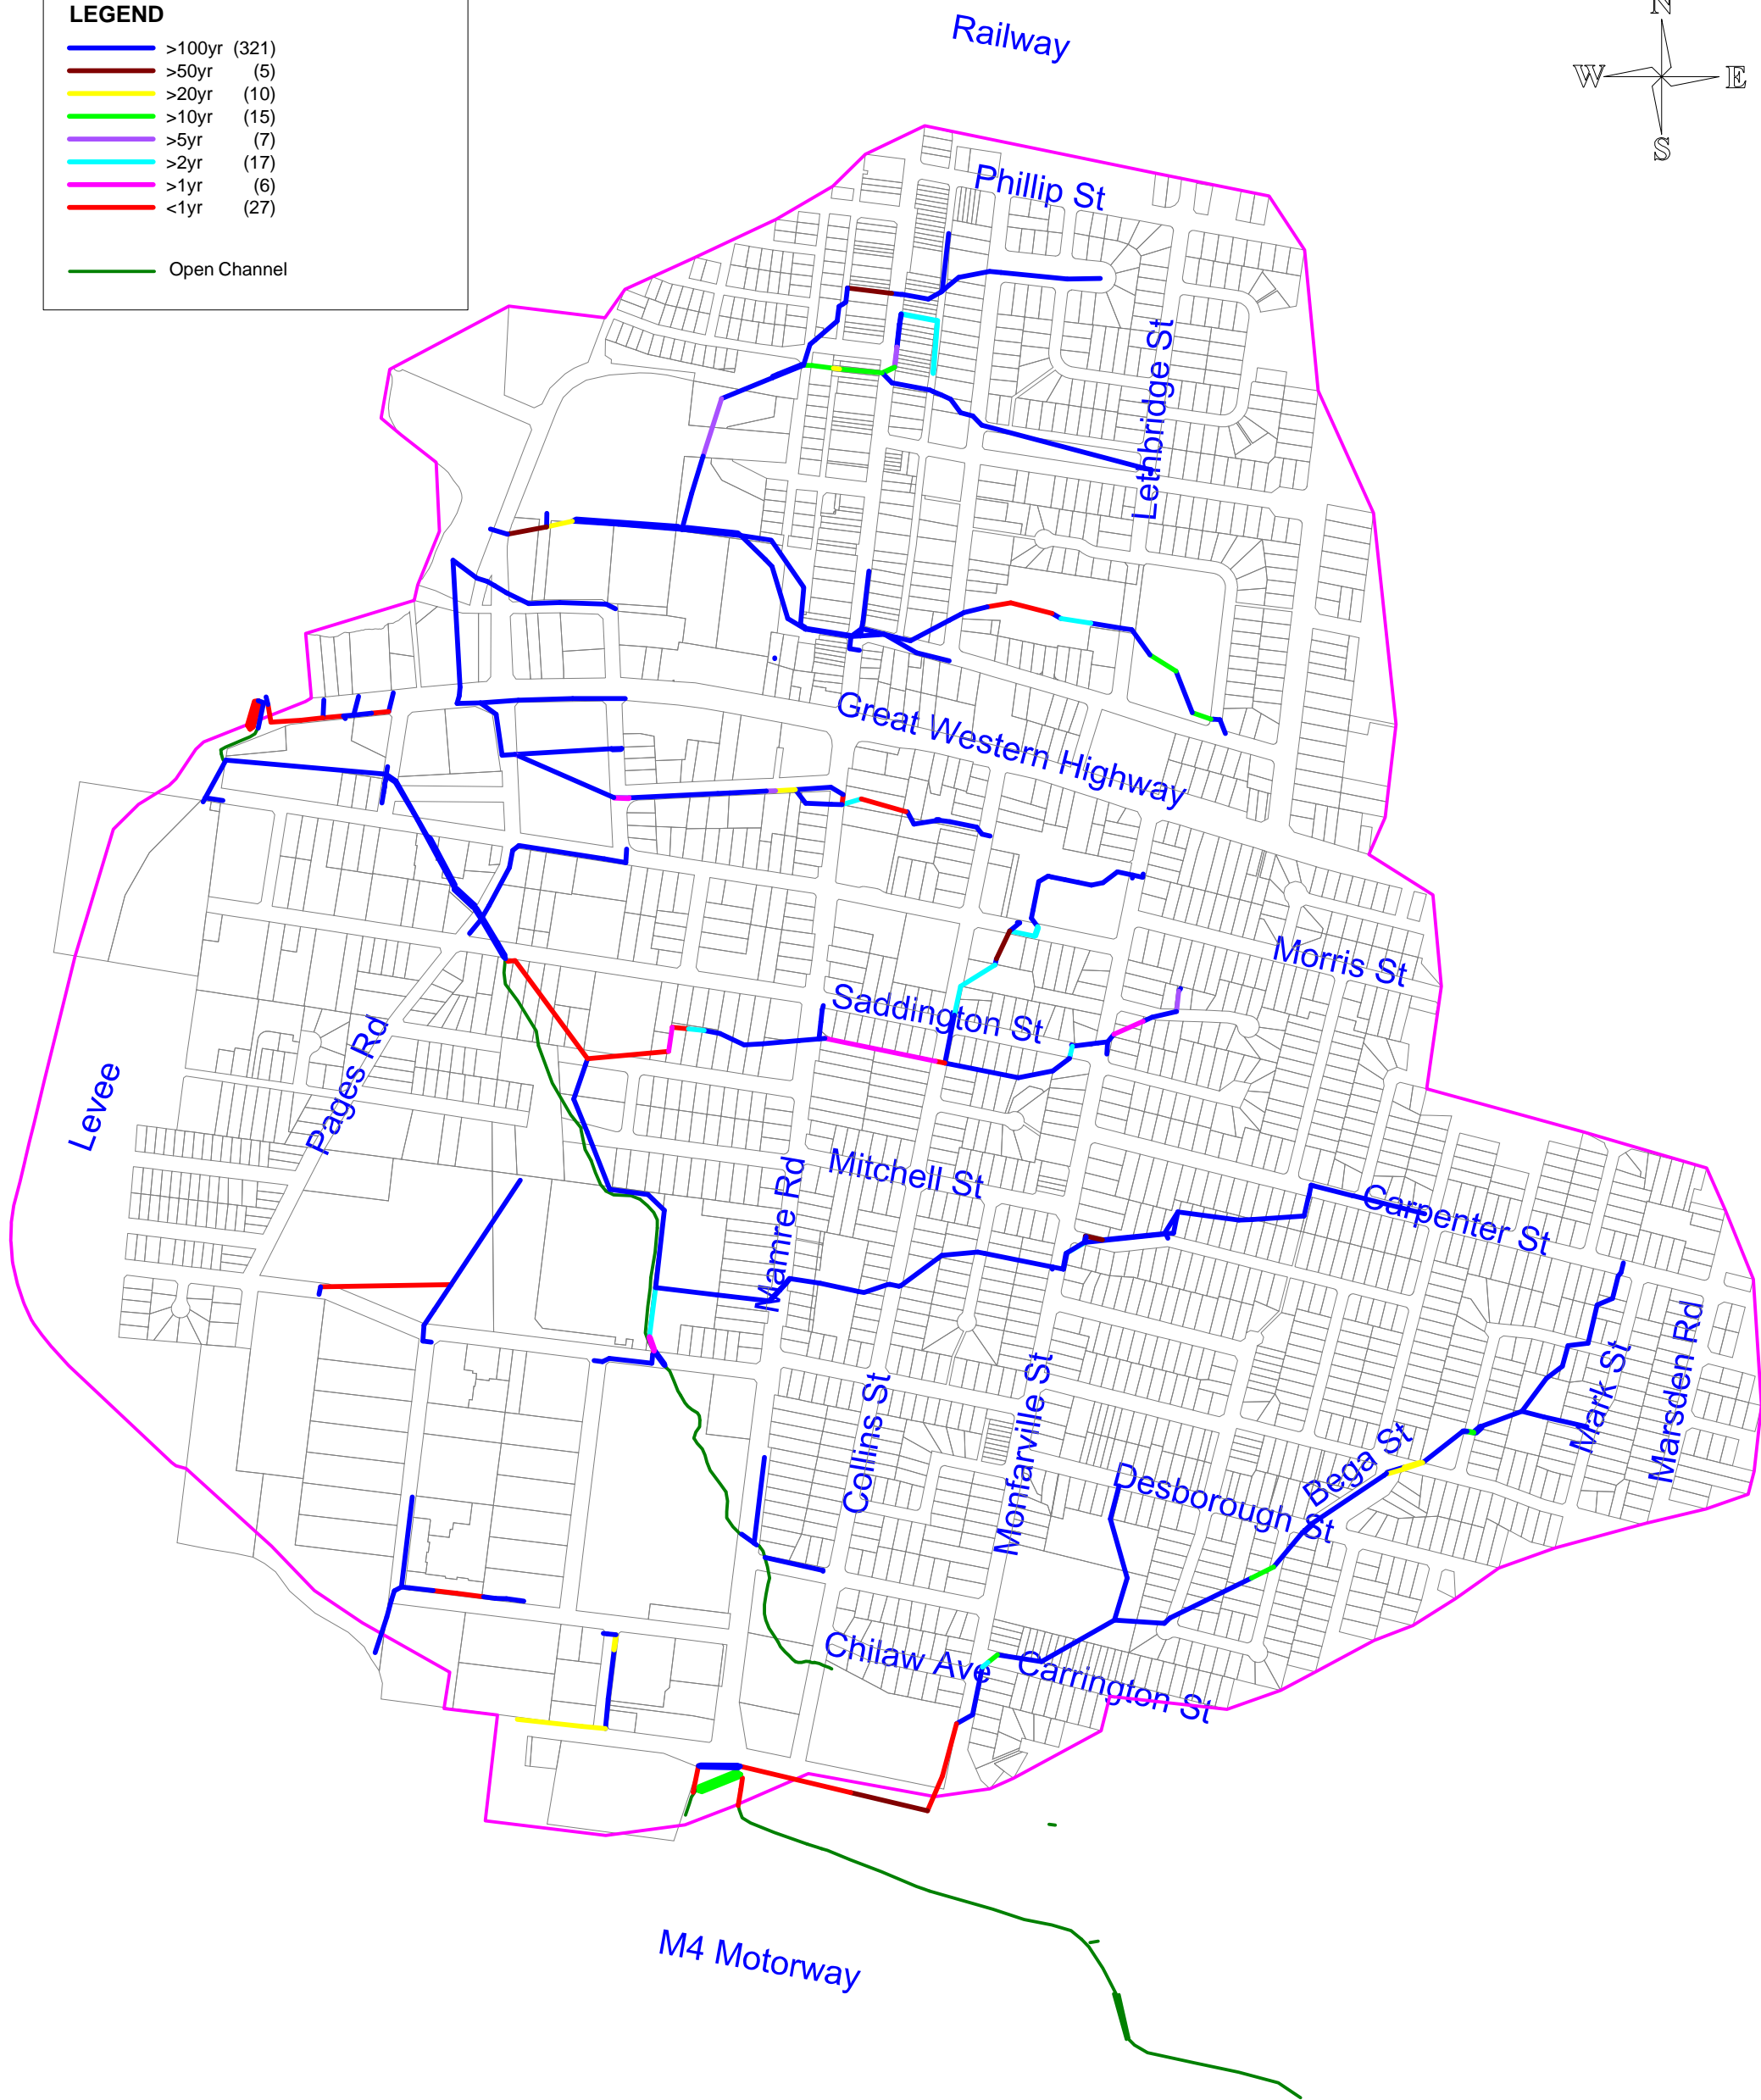 LEGEND
>100yr (321)
>50yr (5)
>20yr (10)
>10yr (15)
>5yr (7)
>2yr (17)
>1yr (6)
<1yr (27)
Open Channel
Railway
N
W E
S
Phillip St
Lethbridge St
Great Western Highway
Morris St
Saddington St
Pages Rd
Levee
Mitchell St
Mamre Rd
Carpenter St
Mark St
Marsden Rd
Collins St
Monfarville St
Bega St
Desborough St
Chilaw Ave
Carrington St
M4 Motorway